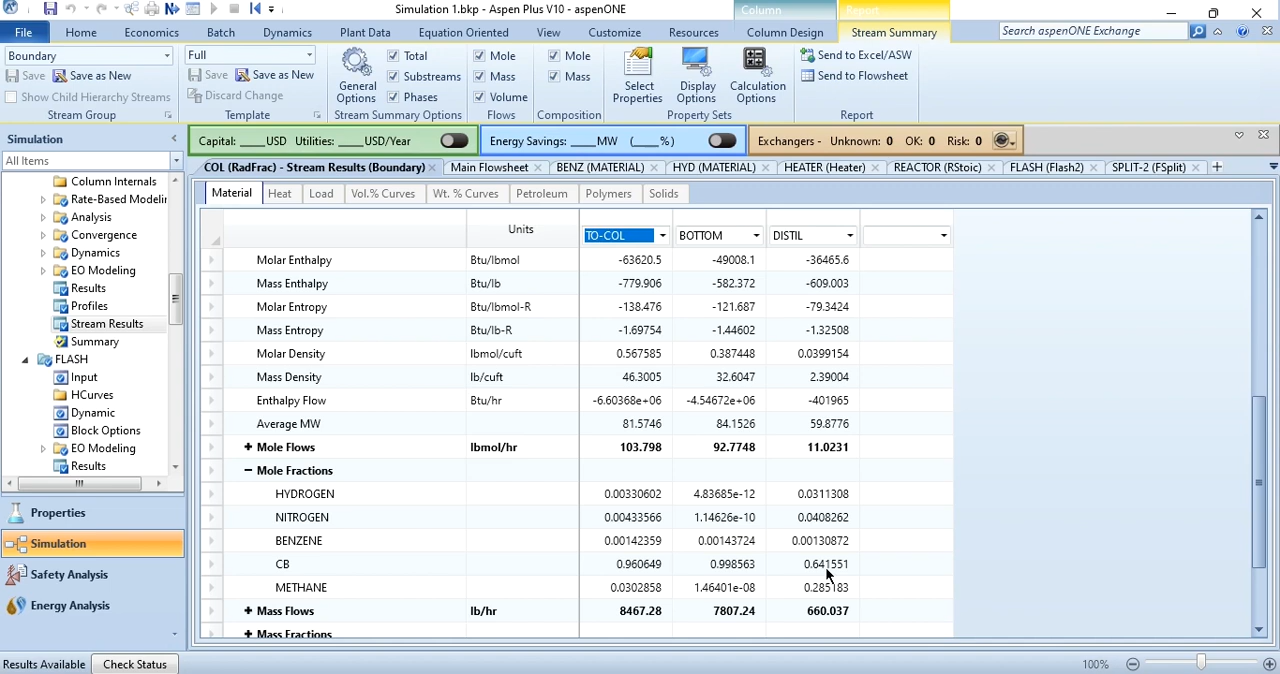 Simulation 1.bkp - Aspen Plus V10 - aspenONE
Column
Report
File Home Economics Batch Dynamics Plant Data Equation Oriented View Customize Resources Column Design Stream Summary
Search aspenONE Exchange
Boundary
Save Save as New
Show Child Hierarchy Streams
Stream Group
Full
Save Save as New
Discard Change
Template
General Options
Total
Substreams
Phases
Stream Summary Options
Mole
Mass
Volume
Flows
Mole
Mass
Composition
Select Properties
Display Options
Calculation Options
Property Sets
Send to Excel/ASW
Send to Flowsheet
Report
Simulation
All Items
Capital: ____USD Utilities: ____USD/Year
Energy Savings: ____MW (____%)
Exchangers - Unknown: 0 OK: 0 Risk: 0
COL (RadFrac) - Stream Results (Boundary) Main Flowsheet BENZ (MATERIAL) HYD (MATERIAL) HEATER (Heater) REACTOR (RStoic) FLASH (Flash2) SPLIT-2 (FSplit)
Material Heat Load Vol.% Curves Wt. % Curves Petroleum Polymers Solids
Column Internals
Rate-Based Modelin
Analysis
Convergence
Dynamics
EO Modeling
Results
Profiles
Stream Results
Summary
FLASH
Input
HCurves
Dynamic
Block Options
EO Modeling
Results
Properties
Simulation
Safety Analysis
Energy Analysis
Units TO-COL BOTTOM DISTIL
Molar Enthalpy Btu/lbmol -63620.5 -49008.1 -36465.6
Mass Enthalpy Btu/lb -779.906 -582.372 -609.003
Molar Entropy Btu/lbmol-R -138.476 -121.687 -79.3424
Mass Entropy Btu/lb-R -1.69754 -1.44602 -1.32508
Molar Density lbmol/cuft 0.567585 0.387448 0.0399154
Mass Density lb/cuft 46.3005 32.6047 2.39004
Enthalpy Flow Btu/hr -6.60368e+06 -4.54672e+06 -401965
Average MW 81.5746 84.1526 59.8776
Mole Flows lbmol/hr 103.798 92.7748 11.0231
Mole Fractions
HYDROGEN 0.00330602 4.83685e-12 0.0311308
NITROGEN 0.00433566 1.14626e-10 0.0408262
BENZENE 0.00142359 0.00143724 0.00130872
CB 0.960649 0.998563 0.641551
METHANE 0.0302858 1.46401e-08 0.285183
Mass Flows lb/hr 8467.28 7807.24 660.037
Mass Fractions
Results Available Check Status
100%